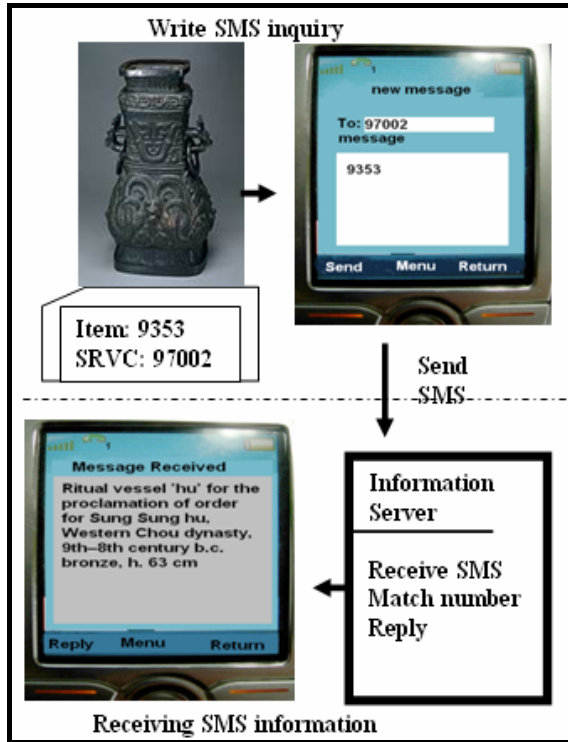 Write SMS inquiry
new message
To: 97002
message
9353
Send Menu Return
Item: 9353
SRVC: 97002
Send
SMS
Message Received
Ritual vessel 'hu' for the
proclamation of order
for Sung Sung hu,
Western Chou dynasty,
9th–8th century b.c.
bronze, h. 63 cm
Reply Menu Return
Information
Server
Receive SMS
Match number
Reply
Receiving SMS information